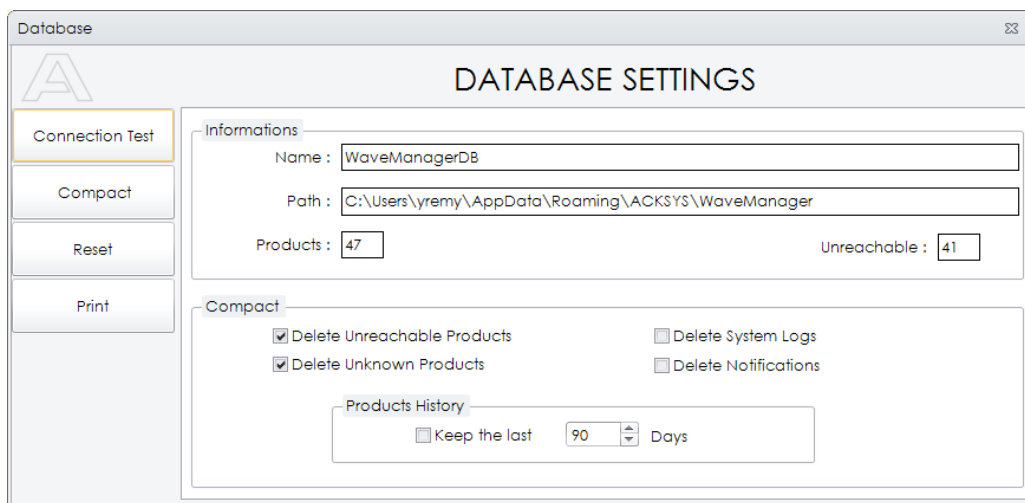 Database
DATABASE SETTINGS
Connection Test
Compact
Reset
Print
Informations
Name : WaveManagerDB
Path : C:\Users\yremy\AppData\Roaming\ACKSYS\WaveManager
Products : 47 Unreachable : 41
Compact
Delete Unreachable Products Delete System Logs
Delete Unknown Products Delete Notifications
Products History
Keep the last 90 Days